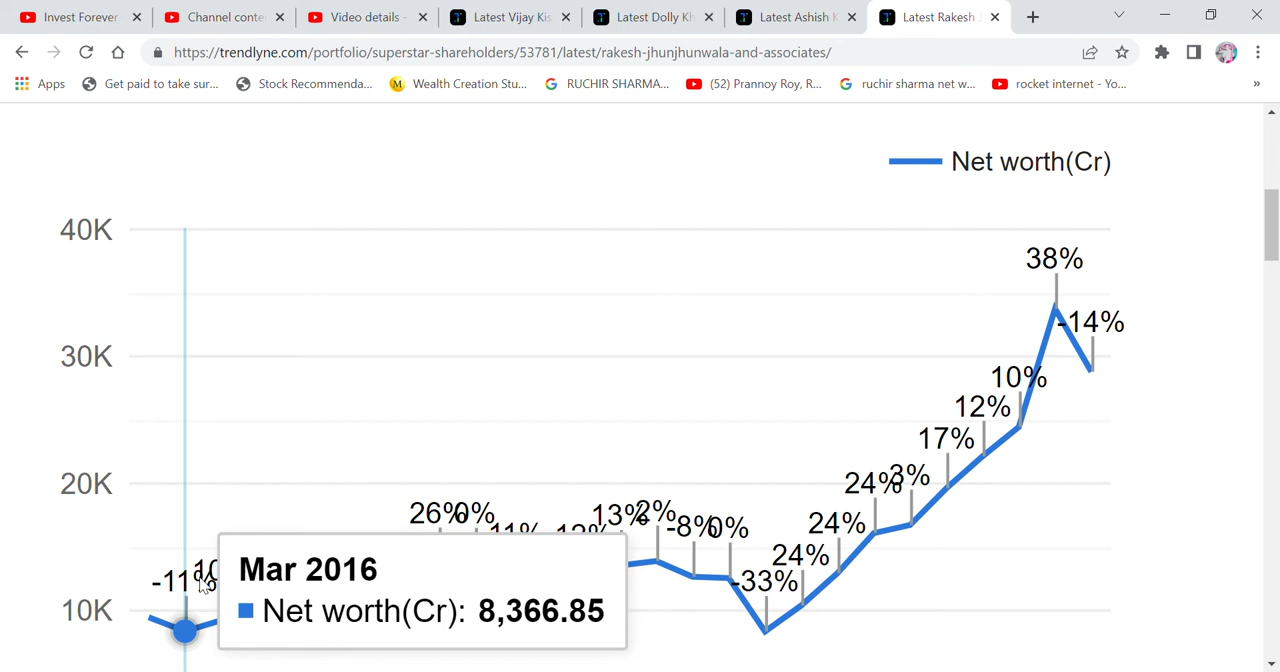 Invest Forever
Channel conte
Video details -
Latest Vijay Kis
Latest Dolly Kh
Latest Ashish K
Latest Rakesh J
https://trendlyne.com/portfolio/superstar-shareholders/53781/latest/rakesh-jhunjhunwala-and-associates/
Apps
Get paid to take sur...
Stock Recommenda...
M
Wealth Creation Stu...
RUCHIR SHARMA...
(52) Prannoy Roy, R...
ruchir sharma net w...
rocket internet - Yo...
»
Net worth(Cr)
40K
38%
-14%
30K
10%
12%
17%
20K
24%
3%
26%
0%
13%
2%
-8%
0%
24%
24%
-33%
-11%
10K
Mar 2016
Net worth(Cr): 8,366.85